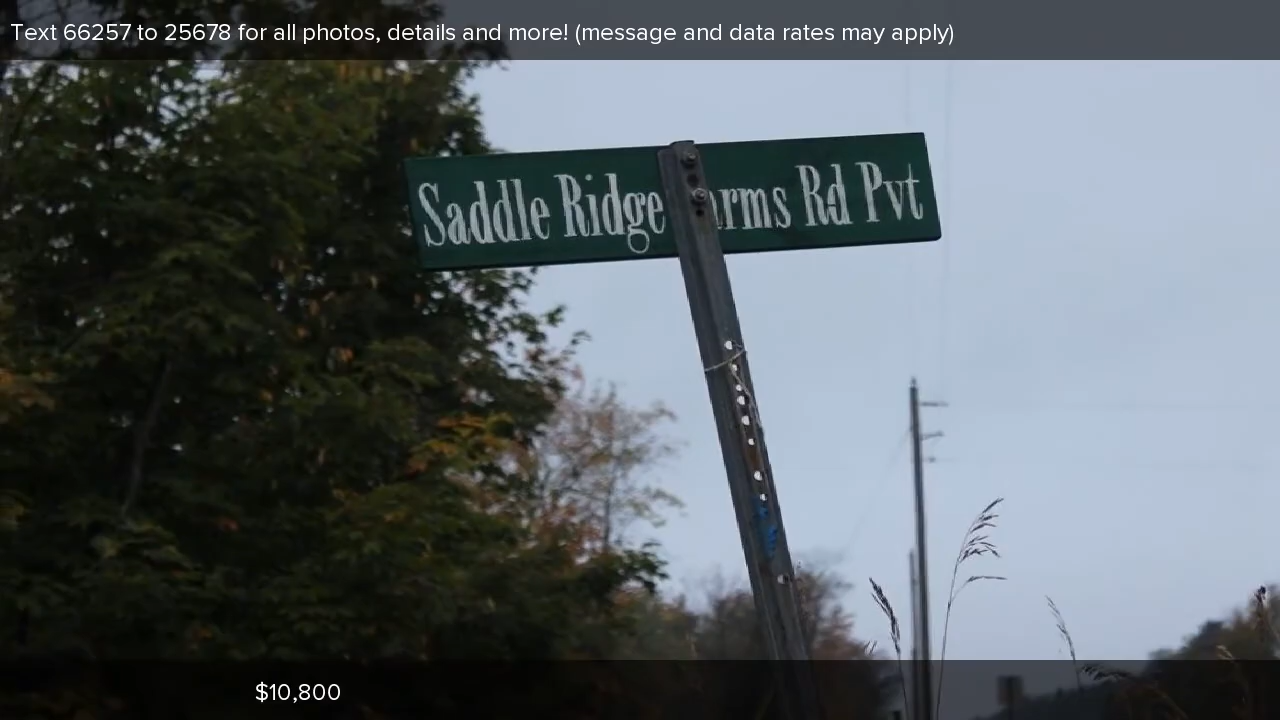 Text 66257 to 25678 for all photos, details and more! (message and data rates may apply)
Saddle Ridge arms Rd Pvt
$10,800